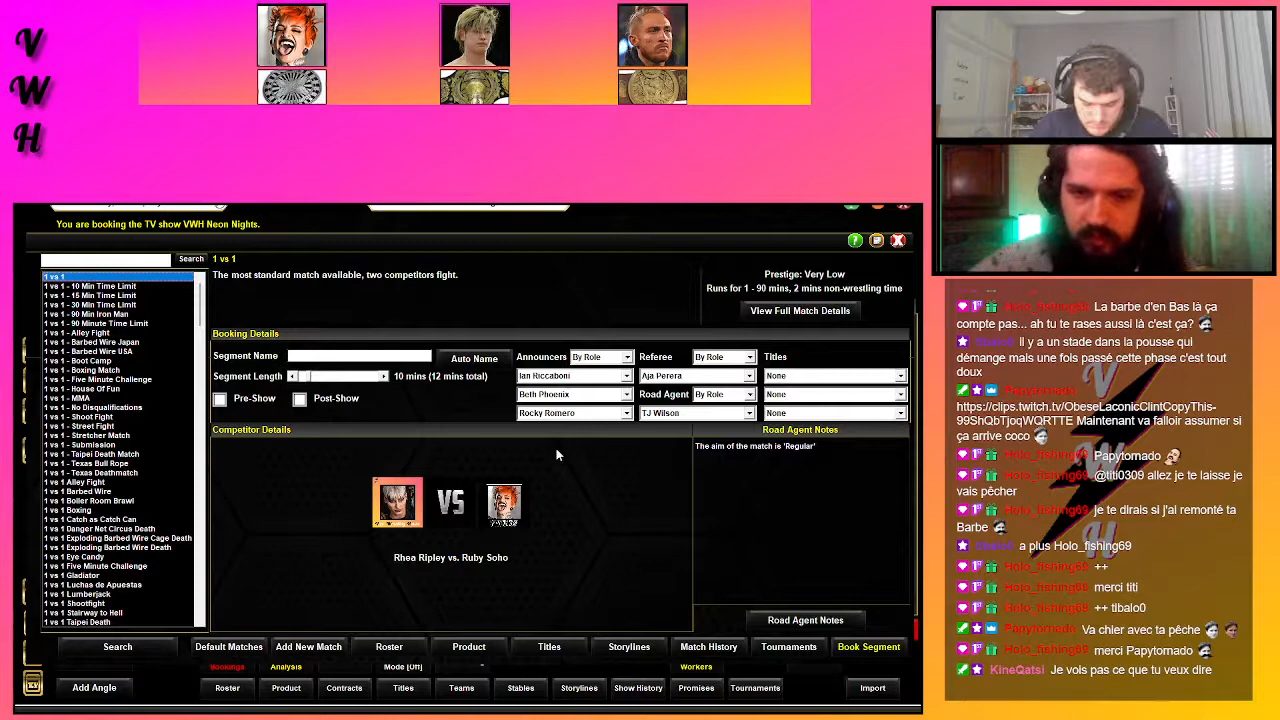 V
W
H
You are booking the TV show VWH Neon Nights.
Search
1 vs 1
The most standard match available, two competitors fight.
Prestige: Very Low
Runs for 1 - 90 mins, 2 mins non-wrestling time
View Full Match Details
1 vs 1
1 vs 1 - 10 Min Time Limit
1 vs 1 - 15 Min Time Limit
1 vs 1 - 30 Min Time Limit
1 vs 1 - 90 Min Iron Man
1 vs 1 - 90 Minute Time Limit
1 vs 1 - Alley Fight
1 vs 1 - Barbed Wire Japan
1 vs 1 - Barbed Wire USA
1 vs 1 - Boot Camp
1 vs 1 - Boxing Match
1 vs 1 - Five Minute Challenge
1 vs 1 - House Of Fun
1 vs 1 - MMA
1 vs 1 - No Disqualifications
1 vs 1 - Shoot Fight
1 vs 1 - Street Fight
1 vs 1 - Stretcher Match
1 vs 1 - Submission
1 vs 1 - Taipei Death Match
1 vs 1 - Texas Bull Rope
1 vs 1 - Texas Deathmatch
1 vs 1 Alley Fight
1 vs 1 Barbed Wire
1 vs 1 Boiler Room Brawl
1 vs 1 Boxing
1 vs 1 Catch as Catch Can
1 vs 1 Danger Net Circus Death
1 vs 1 Exploding Barbed Wire Cage Death
1 vs 1 Exploding Barbed Wire Death
1 vs 1 Eye Candy
1 vs 1 Five Minute Challenge
1 vs 1 Gladiator
1 vs 1 Luchas de Apuestas
1 vs 1 Lumberjack
1 vs 1 Shootfight
1 vs 1 Stairway to Hell
1 vs 1 Taipei Death
Booking Details
Segment Name
Auto Name
Announcers By Role Referee By Role Titles
Segment Length 10 mins (12 mins total)
Ian Riccaboni Aja Perera None
Pre-Show Post-Show
Beth Phoenix Road Agent By Role None
Rocky Romero TJ Wilson None
Competitor Details
Road Agent Notes
The aim of the match is 'Regular'
VS
Rhea Ripley vs. Ruby Soho
Road Agent Notes
Search Default Matches Add New Match Roster Product Titles Storylines Match History Tournaments Book Segment
Bookings Analysis Mode [Off] Workers
Add Angle Roster Product Contracts Titles Teams Stables Storylines Show History Promises Tournaments Import
Holo_fishing69 La barbe d'en Bas là ça
compte pas... ah tu te rases aussi là c'est ça?
tlbalo0 Il y a un stade dans la pousse qui
démange mais une fois passé cette phase c'est tout
doux
Papytornado
https://clips.twitch.tv/ObeseLaconicClintCopyThis-
99ShQbTjoqWQRTTE Maintenant va falloir assumer si
ça arrive coco
Holo_fishing69 Papytornado
Holo_fishing69 @titi0309 allez je te laisse je
vais pêcher
Holo_fishing69 je te dirais si j'ai remonté ta
Barbe
tlbalo0 a plus Holo_fishing69
Holo_fishing69 ++
Holo_fishing69 merci titi
Holo_fishing69 ++ tlbalo0
Papytornado Va chier avec ta pêche
Holo_fishing69 merci Papytornado
KineQatsi Je vois pas ce que tu veux dire
V
W
H